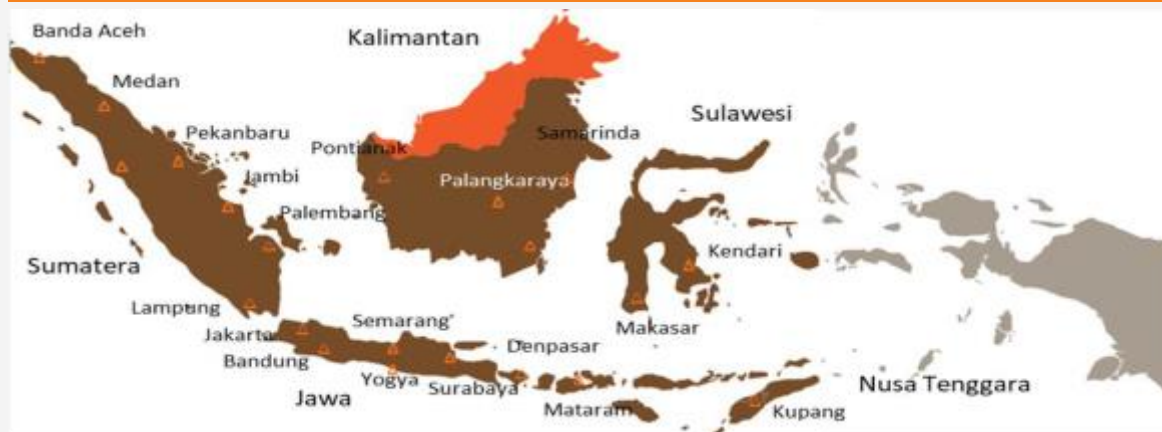 Banda Aceh
Kalimantan
Medan
Sulawesi
Pekanbaru
Pontianak
Samarinda
Jambi
Palangkaraya
Palembang
Kendari
Sumatera
Lampung
Semarang
Makasar
Jakarta
Bandung
Denpasar
Yogya
Surabaya
Nusa Tenggara
Jawa
Mataram
Kupang